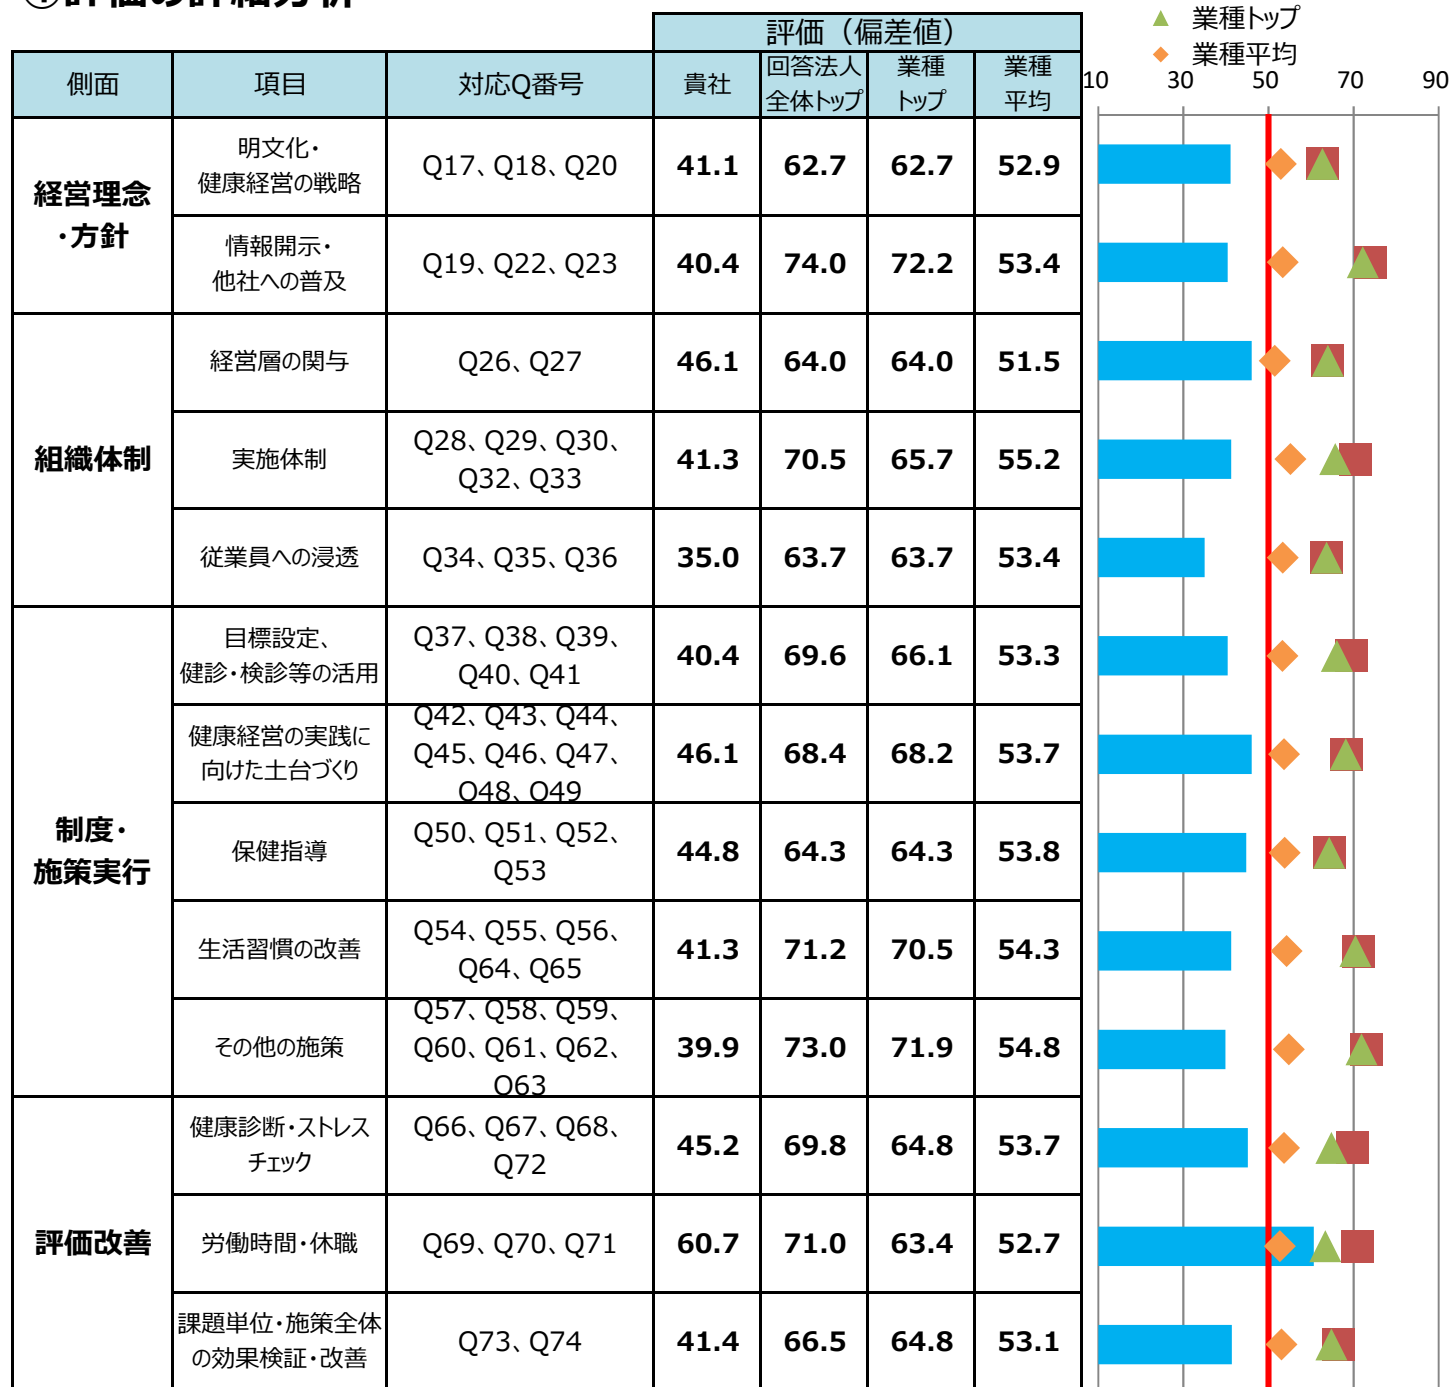 ①評価の詳細分析
▲ 業種トップ
◆ 業種平均
評価（偏差値）
側面 項目 対応Q番号 貴社 回答法人全体トップ 業種トップ 業種平均
10 30 50 70 90
経営理念
・方針
明文化・
健康経営の戦略
Q17、Q18、Q20
41.1 62.7 62.7 52.9
情報開示・
他社への普及
Q19、Q22、Q23
40.4 74.0 72.2 53.4
組織体制
経営層の関与
Q26、Q27
46.1 64.0 64.0 51.5
実施体制
Q28、Q29、Q30、
Q32、Q33
41.3 70.5 65.7 55.2
従業員への浸透
Q34、Q35、Q36
35.0 63.7 63.7 53.4
制度・
施策実行
目標設定、
健診・検診等の活用
Q37、Q38、Q39、
Q40、Q41
40.4 69.6 66.1 53.3
健康経営の実践に
向けた土台づくり
Q42、Q43、Q44、
Q45、Q46、Q47、
Q48、Q49
46.1 68.4 68.2 53.7
保健指導
Q50、Q51、Q52、
Q53
44.8 64.3 64.3 53.8
生活習慣の改善
Q54、Q55、Q56、
Q64、Q65
41.3 71.2 70.5 54.3
その他の施策
Q57、Q58、Q59、
Q60、Q61、Q62、
Q63
39.9 73.0 71.9 54.8
評価改善
健康診断・ストレス
チェック
Q66、Q67、Q68、
Q72
45.2 69.8 64.8 53.7
労働時間・休職
Q69、Q70、Q71
60.7 71.0 63.4 52.7
課題単位・施策全体
の効果検証・改善
Q73、Q74
41.4 66.5 64.8 53.1